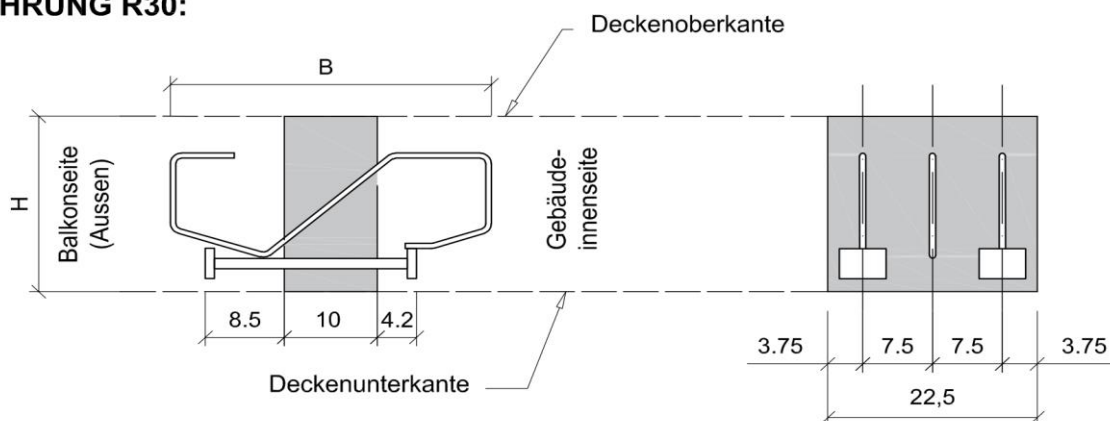 HRUNG R30:
Deckenoberkante
B
H
Balkonseite
(Aussen)
Gebäude-
innenseite
8.5 10 4.2
Deckenunterkante
3.75 7.5 7.5 3.75
22,5